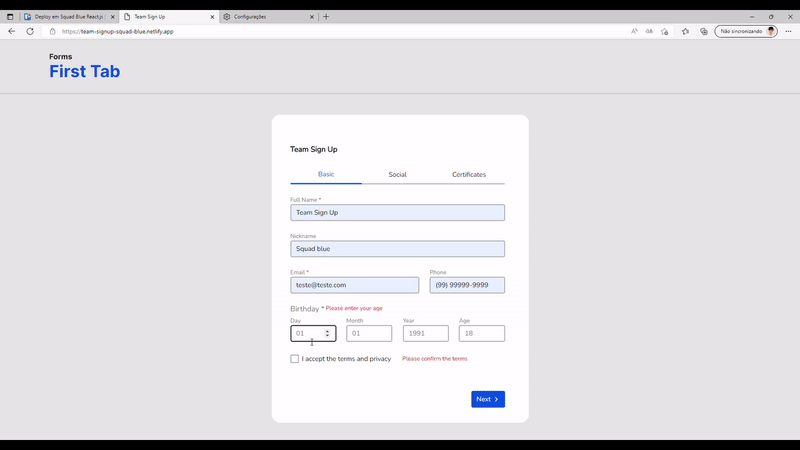 Deploy em Squad Blue React.js
Team Sign Up
Configurações
https://team-signup-squad-blue.netlify.app
Não sincronizando
Forms
First Tab
Team Sign Up
Basic
Social
Certificates
Full Name *
Team Sign Up
Nickname
Squad blue
Email *
Phone
teste@teste.com
(99) 99999-9999
Birthday * Please enter your age
Day
Month
Year
Age
01
01
1991
18
I accept the terms and privacy
Please confirm the terms
Next